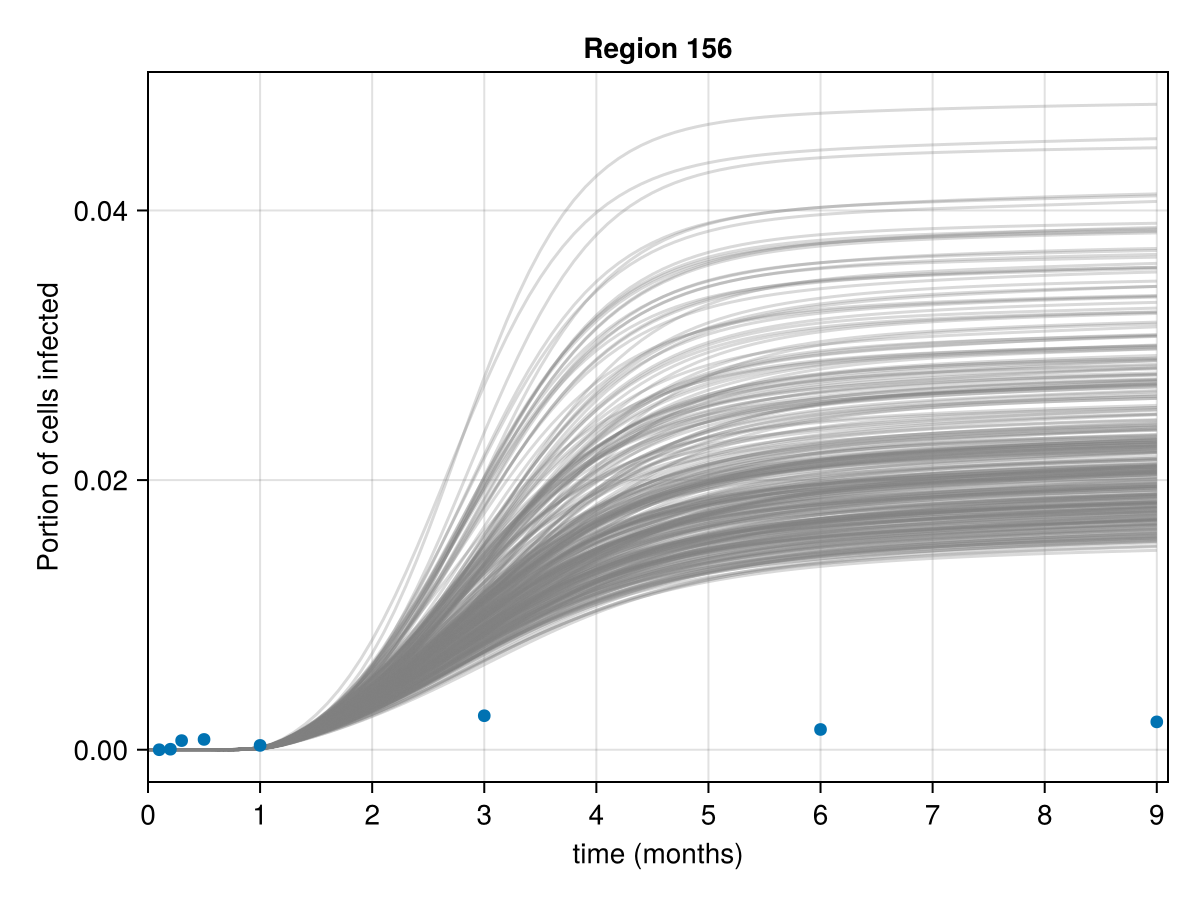 Region 156
Portion of cells infected
0.04
0.02
0.00
0 1 2 3 4 5 6 7 8 9
time (months)